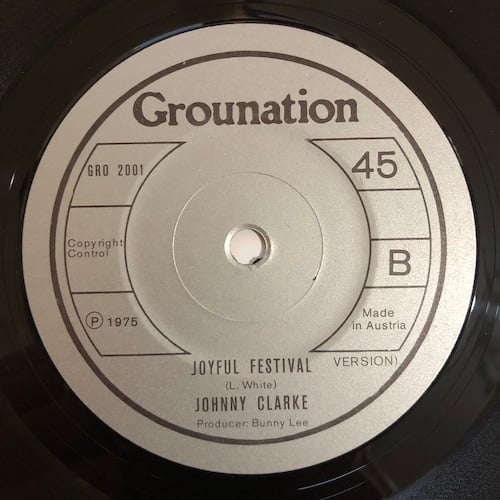 Grounation
GRO 2001
45
Copyright
Control
B
Ⓟ 1975
Made
in Austria
JOYFUL FESTIVAL VERSION)
(L. White)
JOHNNY CLARKE
Producer: Bunny Lee